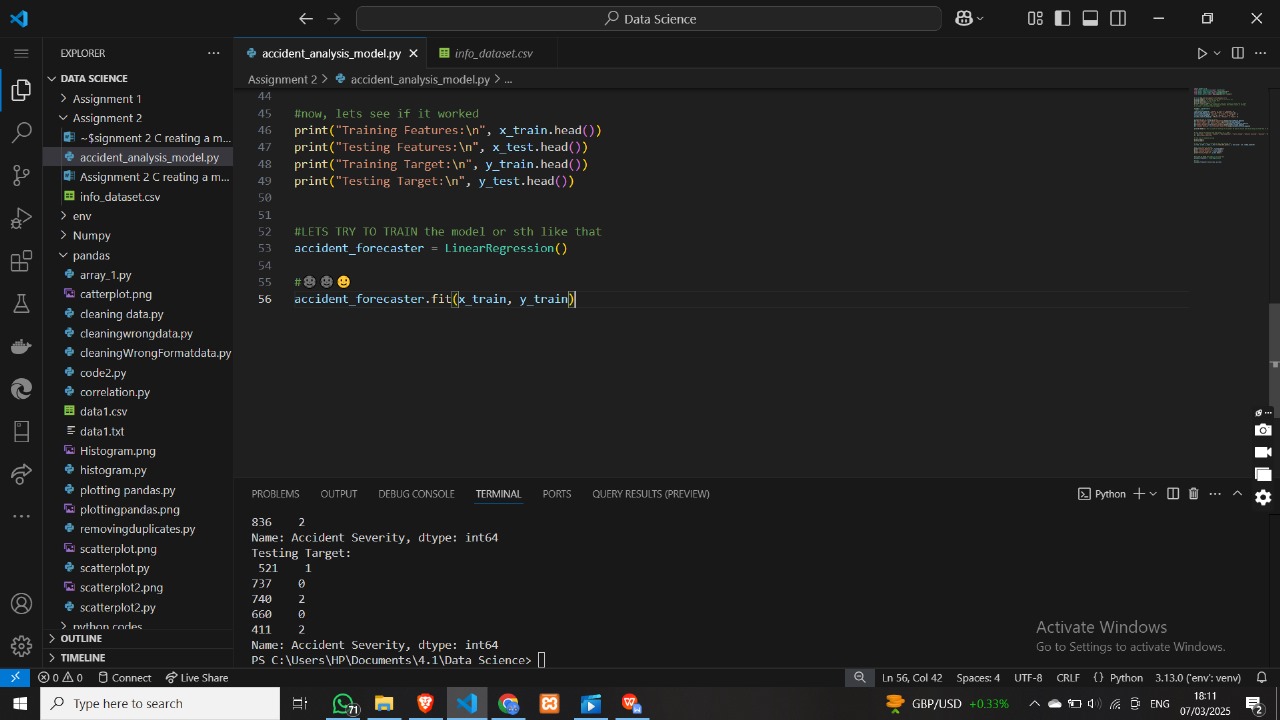 Data Science
EXPLORER
DATA SCIENCE
Assignment 1
Assignment 2
~$signment 2 C reating a m...
accident_analysis_model.py
Assignment 2 C reating a m...
info_dataset.csv
env
Numpy
pandas
array_1.py
catterplot.png
cleaning data.py
cleaningwrongdata.py
cleaningWrongFormatdata.py
code2.py
correlation.py
data1.csv
data1.txt
Histogram.png
histogram.py
plotting pandas.py
plottingpandas.png
removingduplicates.py
scatterplot.png
scatterplot.py
scatterplot2.png
scatterplot2.py
python codes
OUTLINE
TIMELINE
accident_analysis_model.py
info_dataset.csv
Assignment 2 > accident_analysis_model.py > ...
44
45 #now, lets see if it worked
46 print("Training Features:\n", x_train.head())
47 print("Testing Features:\n", x_test.head())
48 print("Training Target:\n", y_train.head())
49 print("Testing Target:\n", y_test.head())
50
51
52 #LETS TRY TO TRAIN the model or sth like that
53 accident_forecaster = LinearRegression()
54
55 #🌚🌚🙂
56 accident_forecaster.fit(x_train, y_train)
PROBLEMS OUTPUT DEBUG CONSOLE TERMINAL PORTS QUERY RESULTS (PREVIEW)
Python
836 2
Name: Accident Severity, dtype: int64
Testing Target:
521 1
737 0
740 2
660 0
411 2
Name: Accident Severity, dtype: int64
PS C:\Users\HP\Documents\4.1\Data Science>
Activate Windows
Go to Settings to activate Windows.
0 0 Connect Live Share
Ln 56, Col 42 Spaces: 4 UTF-8 CRLF {} Python 3.13.0 ('env': venv)
Type here to search
71
GBP/USD +0.33%
ENG
18:11
07/03/2025
2